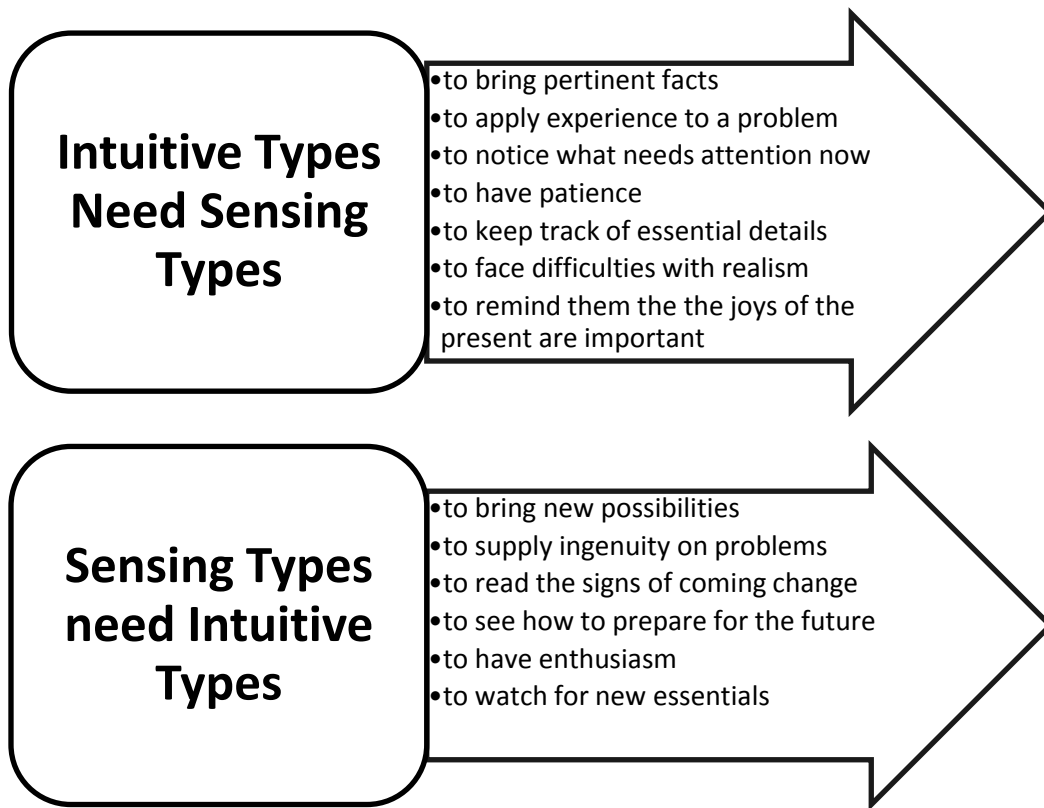 Intuitive Types
Need Sensing
Types
•to bring pertinent facts
•to apply experience to a problem
•to notice what needs attention now
•to have patience
•to keep track of essential details
•to face difficulties with realism
•to remind them the the joys of the
present are important
Sensing Types
need Intuitive
Types
•to bring new possibilities
•to supply ingenuity on problems
•to read the signs of coming change
•to see how to prepare for the future
•to have enthusiasm
•to watch for new essentials